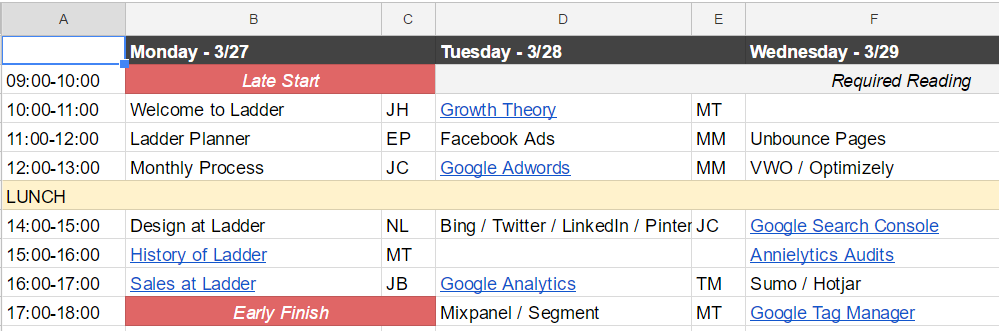 A B C D E F
Monday - 3/27 Tuesday - 3/28 Wednesday - 3/29
09:00-10:00 Late Start Required Reading
10:00-11:00 Welcome to Ladder JH Growth Theory MT
11:00-12:00 Ladder Planner EP Facebook Ads MM Unbounce Pages
12:00-13:00 Monthly Process JC Google Adwords MM VWO / Optimizely
LUNCH
14:00-15:00 Design at Ladder NL Bing / Twitter / LinkedIn / Pinter JC Google Search Console
15:00-16:00 History of Ladder MT Annielytics Audits
16:00-17:00 Sales at Ladder JB Google Analytics TM Sumo / Hotjar
17:00-18:00 Early Finish Mixpanel / Segment MT Google Tag Manager